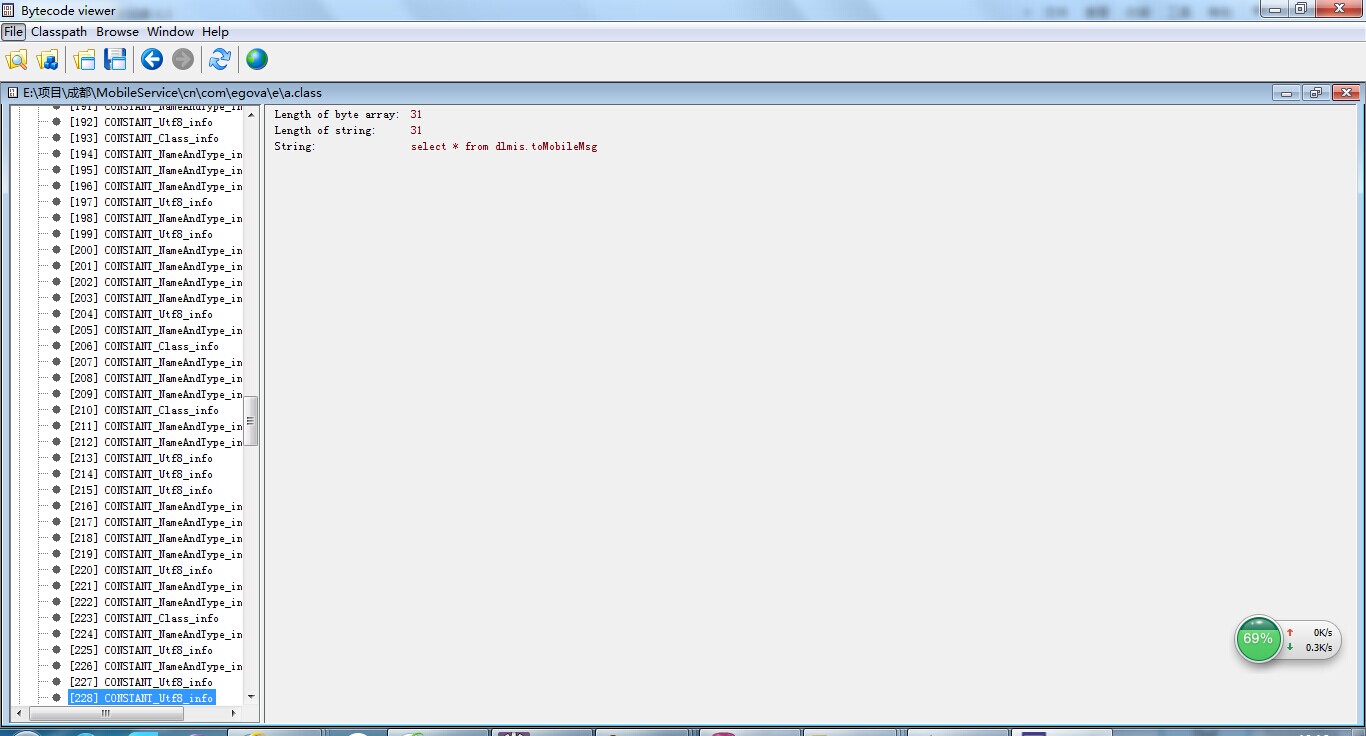 Bytecode viewer
File Classpath Browse Window Help
E:\项目\成都\MobileService\cn\com\egova\e\a.class
[191] CONSTANT_NameAndType_in
[192] CONSTANT_Utf8_info
[193] CONSTANT_Class_info
[194] CONSTANT_NameAndType_in
[195] CONSTANT_NameAndType_in
[196] CONSTANT_NameAndType_in
[197] CONSTANT_Utf8_info
[198] CONSTANT_NameAndType_in
[199] CONSTANT_Utf8_info
[200] CONSTANT_NameAndType_in
[201] CONSTANT_NameAndType_in
[202] CONSTANT_NameAndType_in
[203] CONSTANT_NameAndType_in
[204] CONSTANT_Utf8_info
[205] CONSTANT_NameAndType_in
[206] CONSTANT_Class_info
[207] CONSTANT_NameAndType_in
[208] CONSTANT_NameAndType_in
[209] CONSTANT_NameAndType_in
[210] CONSTANT_Class_info
[211] CONSTANT_NameAndType_in
[212] CONSTANT_NameAndType_in
[213] CONSTANT_Utf8_info
[214] CONSTANT_Utf8_info
[215] CONSTANT_Utf8_info
[216] CONSTANT_NameAndType_in
[217] CONSTANT_NameAndType_in
[218] CONSTANT_NameAndType_in
[219] CONSTANT_NameAndType_in
[220] CONSTANT_Utf8_info
[221] CONSTANT_NameAndType_in
[222] CONSTANT_NameAndType_in
[223] CONSTANT_Class_info
[224] CONSTANT_NameAndType_in
[225] CONSTANT_Utf8_info
[226] CONSTANT_NameAndType_in
[227] CONSTANT_Utf8_info
[228] CONSTANT_Utf8_info
Length of byte array: 31
Length of string: 31
String: select * from dlmis.toMobileMsg
69%
0K/s
0.3K/s